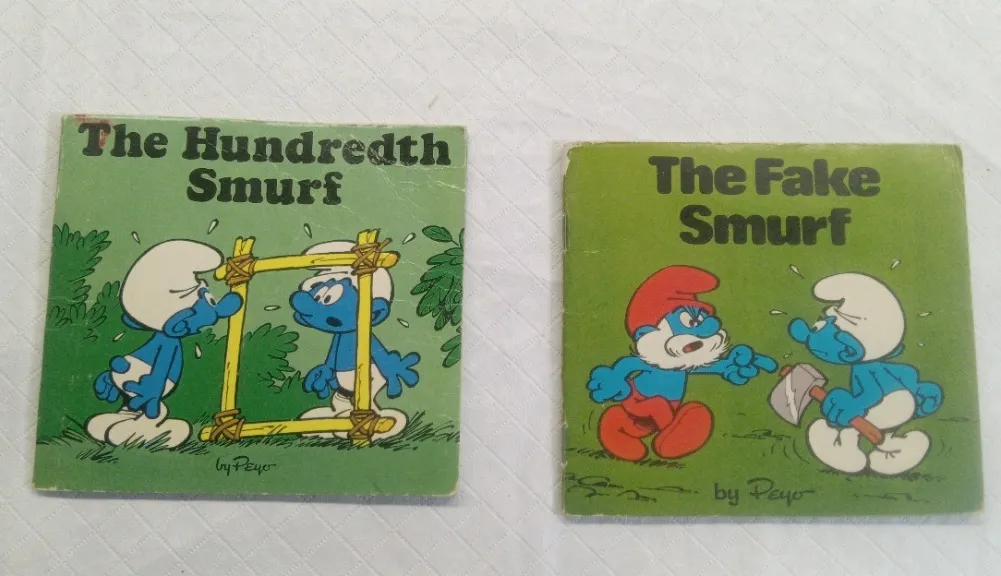 The Hundredth
Smurf
by Peyo
The Fake
Smurf
by Peyo